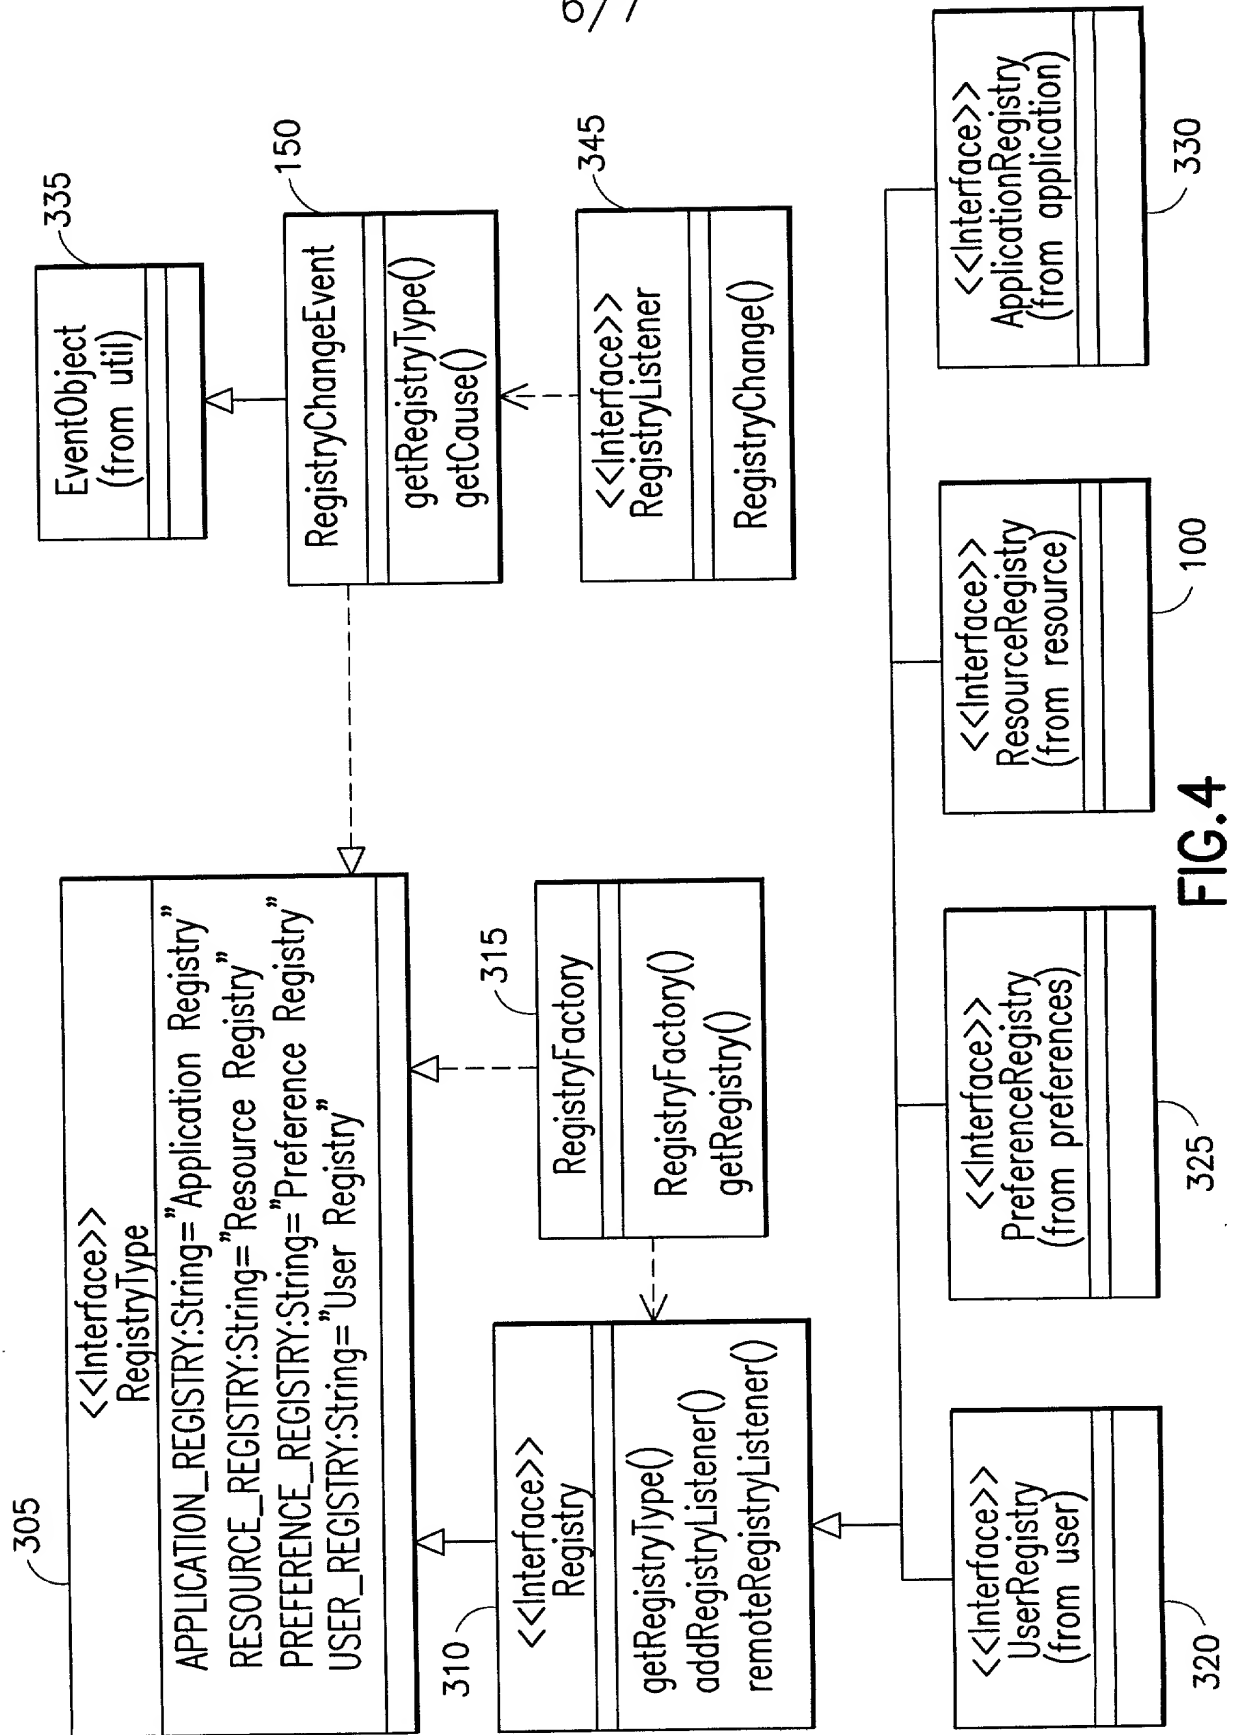 6/7
305
<<Interface>>
RegistryType
APPLICATION_REGISTRY:String="Application Registry"
RESOURCE_REGISTRY:String="Resource Registry"
PREFERENCE_REGISTRY:String="Preference Registry"
USER_REGISTRY:String="User Registry"
335
EventObject
(from util)
150
RegistryChangeEvent
getRegistryType()
getCause()
345
<<Interface>>
RegistryListener
RegistryChange()
310
<<Interface>>
Registry
getRegistryType()
addRegistryListener()
remoteRegistryListener()
315
RegistryFactory
RegistryFactory()
getRegistry()
<<Interface>>
UserRegistry
(from user)
320
<<Interface>>
PreferenceRegistry
(from preferences)
325
<<Interface>>
ResourceRegistry
(from resource)
100
<<Interface>>
ApplicationRegistry
(from application)
330
FIG.4